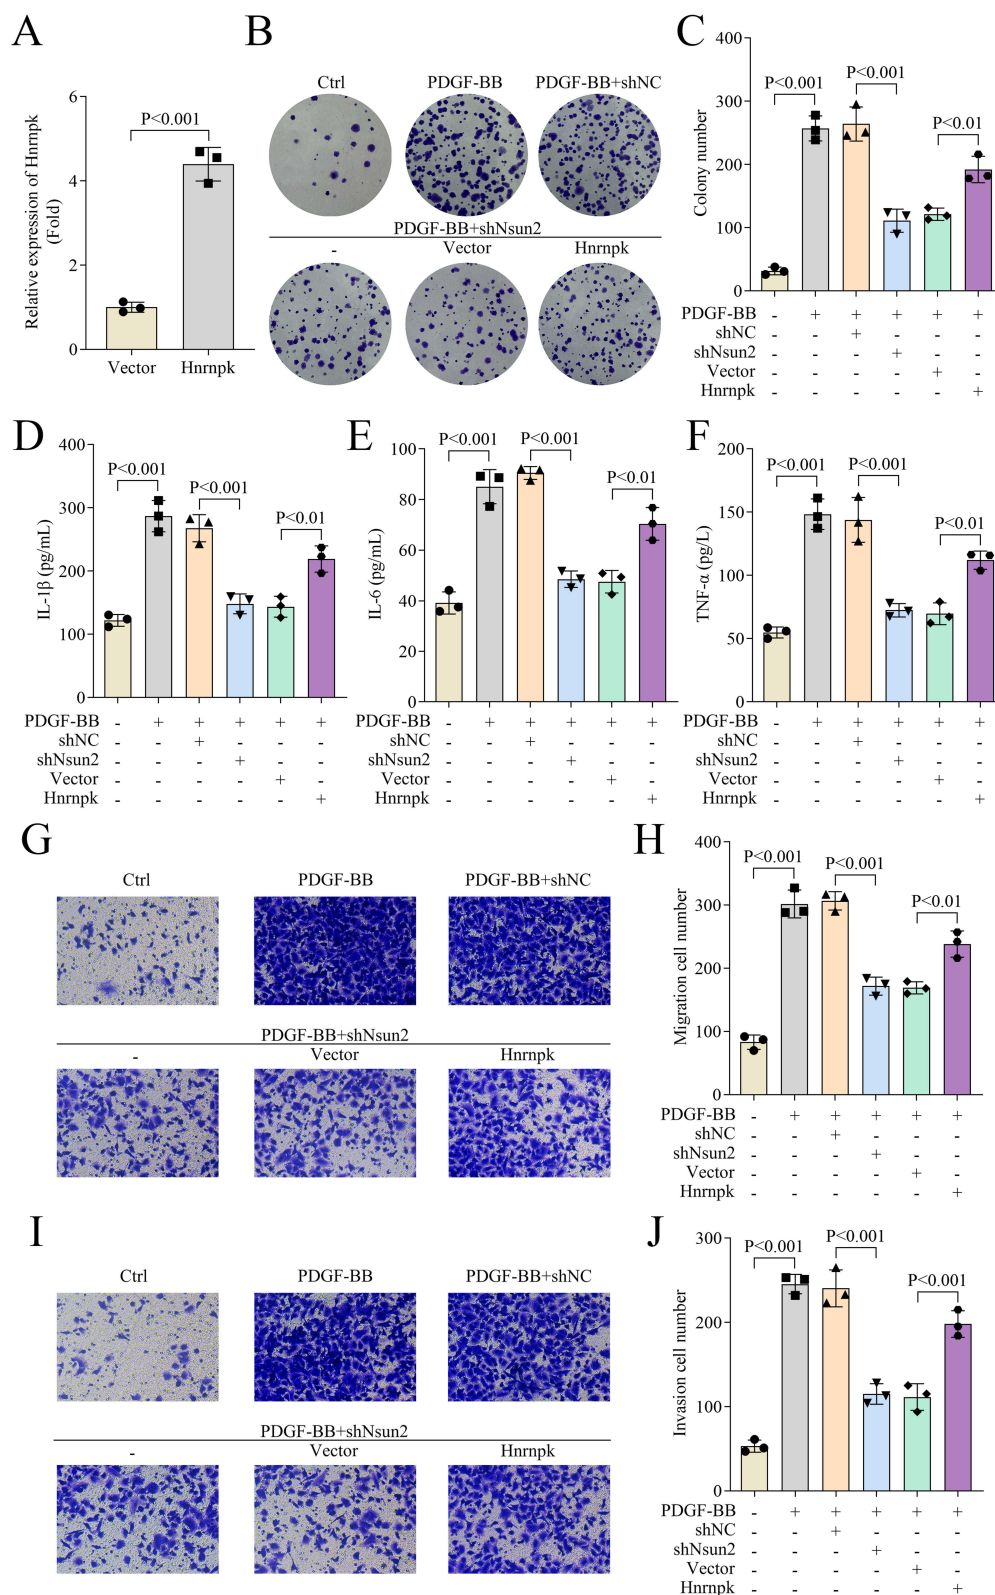 A
Relative expression of Hnrnpk
(Fold)
6
4
2
0
P<0.001
Vector Hnrnpk
B
Ctrl PDGF-BB PDGF-BB+shNC
PDGF-BB+shNsun2
- Vector Hnrnpk
C
Colony number
400
300
200
100
0
P<0.001 P<0.001 P<0.01
PDGF-BB - + + + + +
shNC - - + - - -
shNsun2 - - - + - -
Vector - - - - + -
Hnrnpk - - - - - +
D
IL-1β (pg/mL)
400
300
200
100
0
P<0.001 P<0.001 P<0.01
PDGF-BB - + + + + +
shNC - - + - - -
shNsun2 - - - + - -
Vector - - - - + -
Hnrnpk - - - - - +
E
IL-6 (pg/mL)
100
80
60
40
20
0
P<0.001 P<0.001 P<0.01
PDGF-BB - + + + + +
shNC - - + - - -
shNsun2 - - - + - -
Vector - - - - + -
Hnrnpk - - - - - +
F
TNF-α (pg/L)
200
150
100
50
0
P<0.001 P<0.001 P<0.01
PDGF-BB - + + + + +
shNC - - + - - -
shNsun2 - - - + - -
Vector - - - - + -
Hnrnpk - - - - - +
G
Ctrl PDGF-BB PDGF-BB+shNC
PDGF-BB+shNsun2
- Vector Hnrnpk
H
Migration cell number
400
300
200
100
0
P<0.001 P<0.001 P<0.01
PDGF-BB - + + + + +
shNC - - + - - -
shNsun2 - - - + - -
Vector - - - - + -
Hnrnpk - - - - - +
I
Ctrl PDGF-BB PDGF-BB+shNC
PDGF-BB+shNsun2
- Vector Hnrnpk
J
Invasion cell number
300
200
100
0
P<0.001 P<0.001 P<0.001
PDGF-BB - + + + + +
shNC - - + - - -
shNsun2 - - - + - -
Vector - - - - + -
Hnrnpk - - - - - +